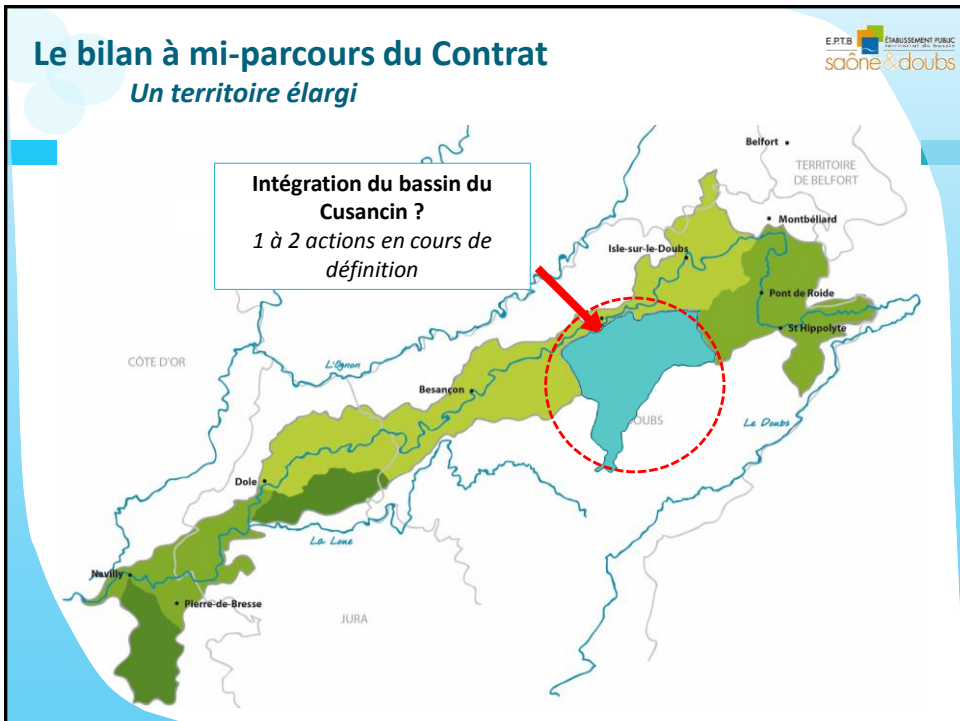 Le bilan à mi-parcours du Contrat
Un territoire élargi
E.P.T.B
ÉTABLISSEMENT PUBLIC
territorial du bassin
saône & doubs
Intégration du bassin du
Cusancin ?
1 à 2 actions en cours de
définition
Belfort
TERRITOIRE
DE BELFORT
Montbéliard
Isle-sur-le-Doubs
Pont de Roide
St Hippolyte
CÔTE D'OR
L'Ognon
Besançon
DOUBS
Le Doubs
Dole
La Loue
Navilly
Pierre-de-Bresse
JURA